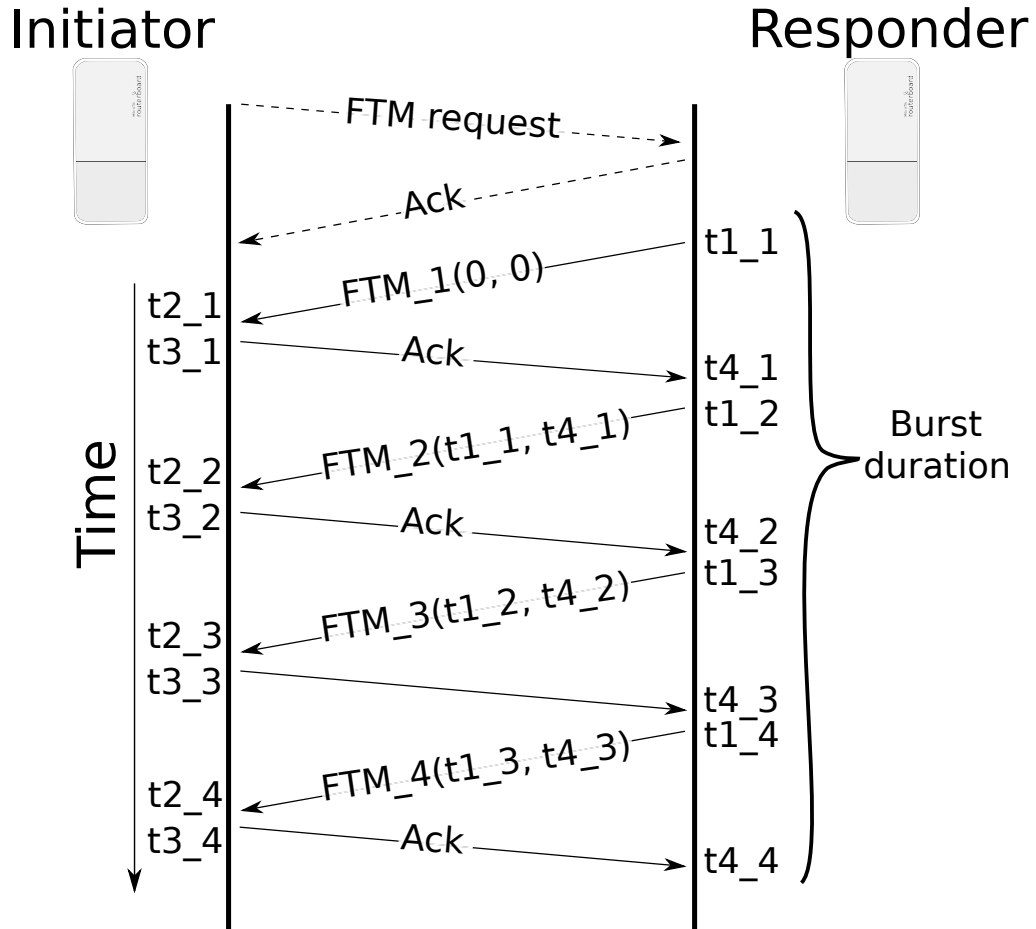 Initiator
Responder
routerboard
routerboard
FTM request
Ack
t1_1
FTM_1(0, 0)
t2_1
t3_1
Ack
t4_1
t1_2
FTM_2(t1_1, t4_1)
t2_2
t3_2
Ack
t4_2
t1_3
FTM_3(t1_2, t4_2)
t2_3
t3_3
t4_3
t1_4
FTM_4(t1_3, t4_3)
t2_4
t3_4
Ack
t4_4
Time
Burst
duration